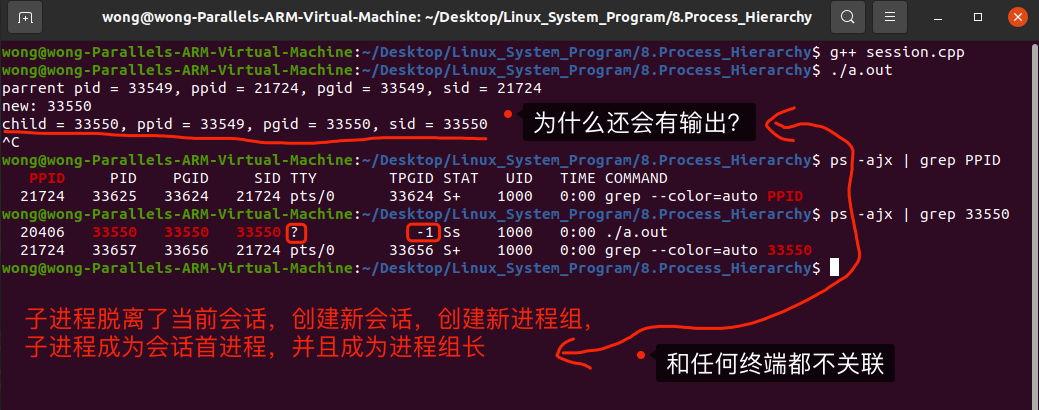 wong@wong-Parallels-ARM-Virtual-Machine: ~/Desktop/Linux_System_Program/8.Process_Hierarchy
wong@wong-Parallels-ARM-Virtual-Machine:~/Desktop/Linux_System_Program/8.Process_Hierarchy$ g++ session.cpp
wong@wong-Parallels-ARM-Virtual-Machine:~/Desktop/Linux_System_Program/8.Process_Hierarchy$ ./a.out
parrent pid = 33549, ppid = 21724, pgid = 33549, sid = 21724
new: 33550
child = 33550, ppid = 33549, pgid = 33550, sid = 33550
为什么还会有输出？
^C
wong@wong-Parallels-ARM-Virtual-Machine:~/Desktop/Linux_System_Program/8.Process_Hierarchy$ ps -ajx | grep PPID
PPID PID PGID SID TTY TPGID STAT UID TIME COMMAND
21724 33625 33624 21724 pts/0 33624 S+ 1000 0:00 grep --color=auto PPID
wong@wong-Parallels-ARM-Virtual-Machine:~/Desktop/Linux_System_Program/8.Process_Hierarchy$ ps -ajx | grep 33550
20406 33550 33550 33550 ? -1 Ss 1000 0:00 ./a.out
21724 33657 33656 21724 pts/0 33656 S+ 1000 0:00 grep --color=auto 33550
wong@wong-Parallels-ARM-Virtual-Machine:~/Desktop/Linux_System_Program/8.Process_Hierarchy$
子进程脱离了当前会话，创建新会话，创建新进程组，
子进程成为会话首进程，并且成为进程组长
和任何终端都不关联